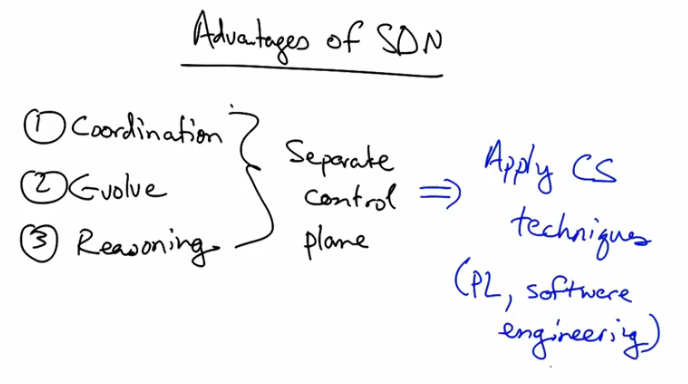 Advantages of SDN
① Coordination
② Evolve
③ Reasoning
Separate
control
plane
⇒
Apply CS
techniques
(PL, software
engineering)